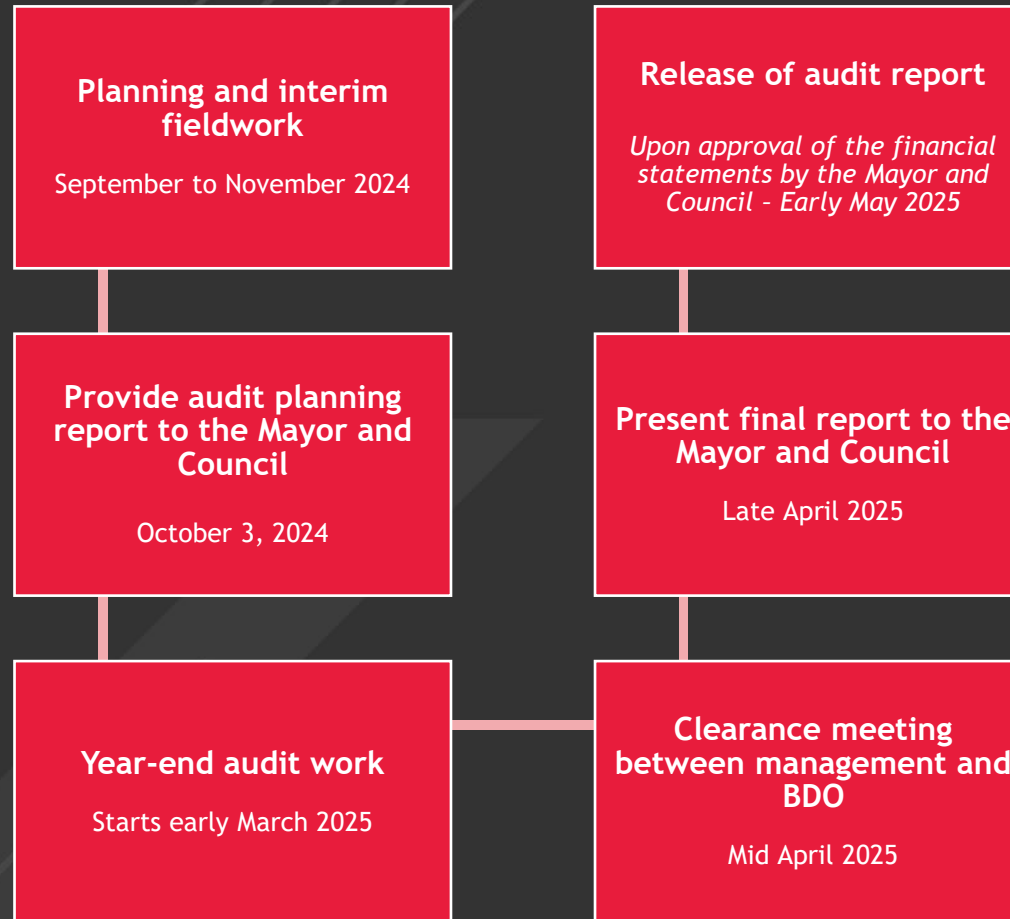 Planning and interim
fieldwork
September to November 2024
Provide audit planning
report to the Mayor and
Council
October 3, 2024
Year-end audit work
Starts early March 2025
Clearance meeting
between management and
BDO
Mid April 2025
Present final report to the
Mayor and Council
Late April 2025
Release of audit report
Upon approval of the financial
statements by the Mayor and
Council – Early May 2025